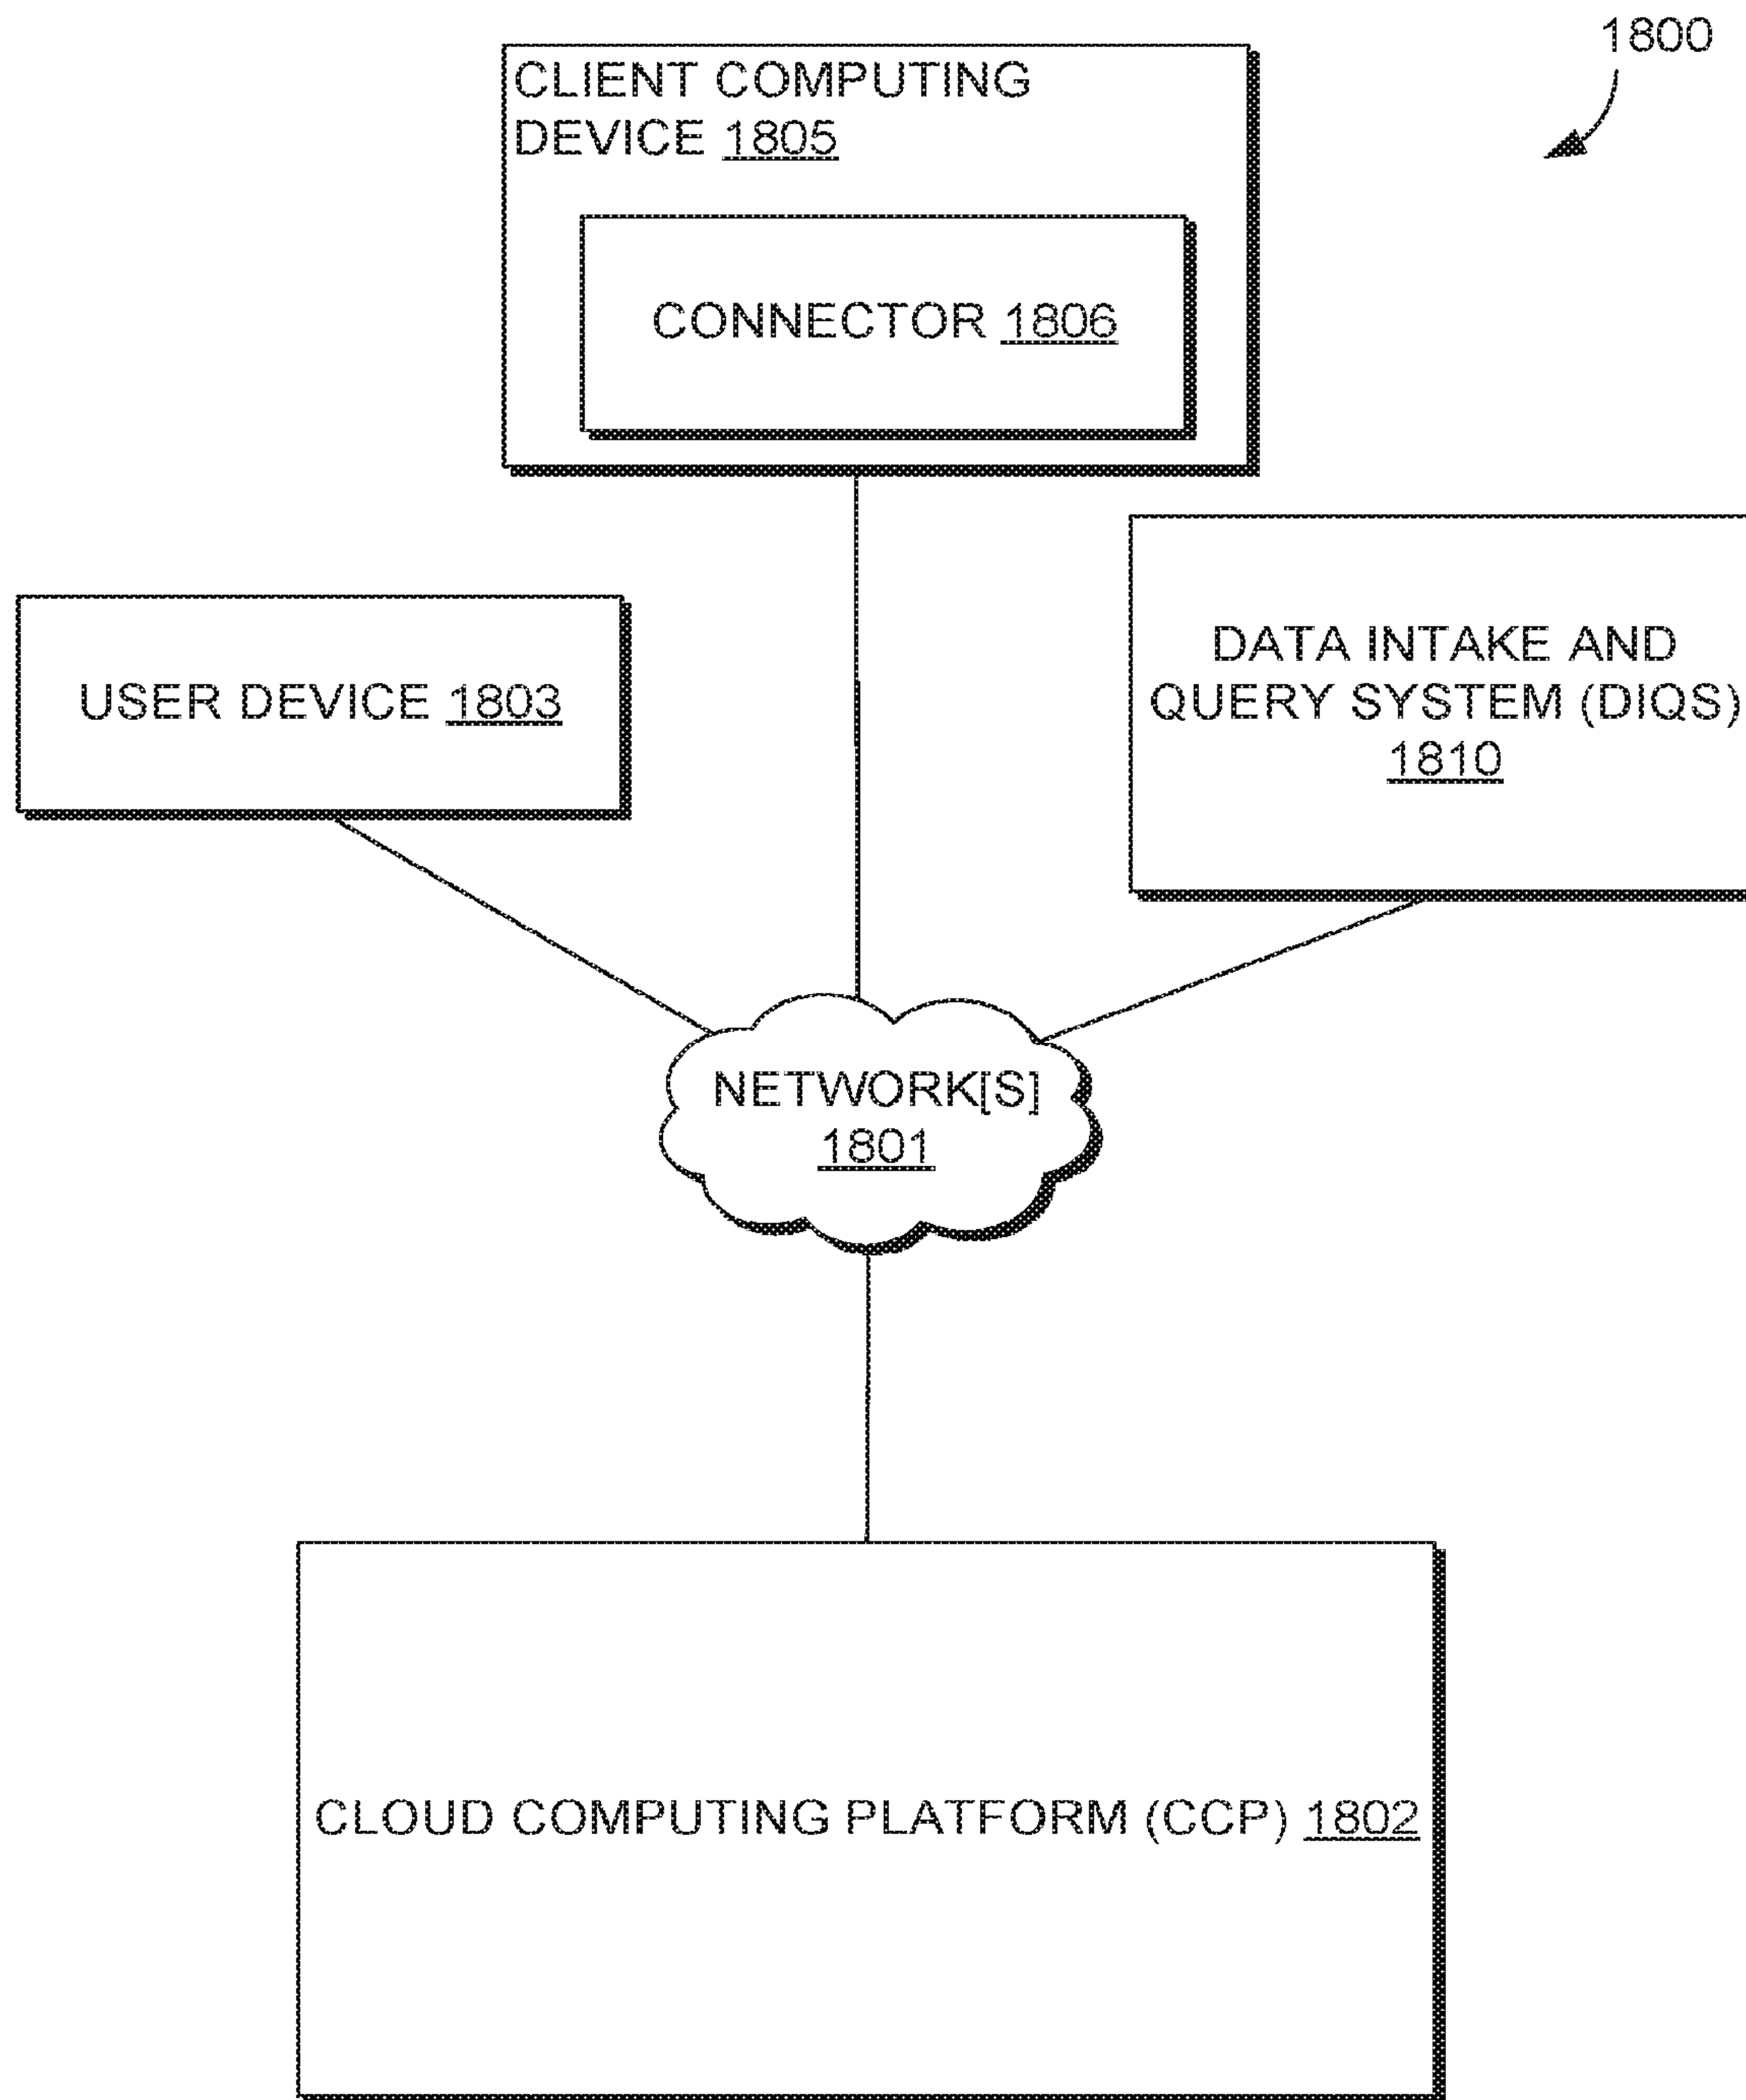 1800
CLIENT COMPUTING
DEVICE 1805
CONNECTOR 1806
USER DEVICE 1803
DATA INTAKE AND
QUERY SYSTEM (DIQS)
1810
NETWORK[S]
1801
CLOUD COMPUTING PLATFORM (CCP) 1802